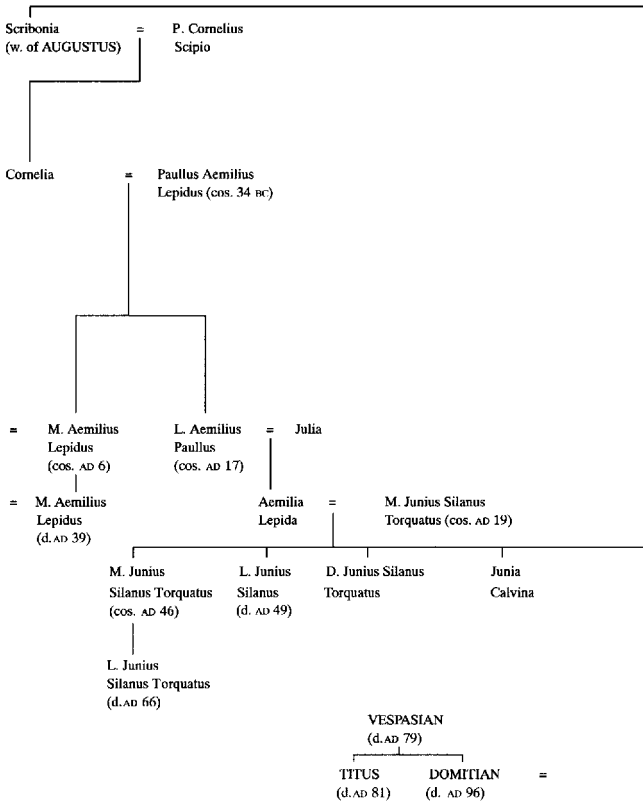 Scribonia = P. Cornelius
(w. of AUGUSTUS) Scipio
Cornelia = Paullus Aemilius
Lepidus (cos. 34 BC)
= M. Aemilius L. Aemilius = Julia
Lepidus Paullus
(cos. AD 6) (cos. AD 17)
= M. Aemilius Aemilia = M. Junius Silanus
Lepidus Lepida Torquatus (cos. AD 19)
(d. AD 39)
M. Junius L. Junius D. Junius Silanus Junia
Silanus Torquatus Silanus Torquatus Calvina
(cos. AD 46) (d. AD 49)
L. Junius
Silanus Torquatus
(d. AD 66)
VESPASIAN
(d. AD 79)
TITUS DOMITIAN =
(d. AD 81) (d. AD 96)